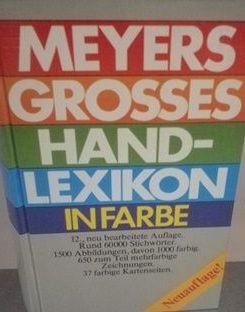 MEYERS
GROSSES
HAND-
LEXIKON
IN FARBE
12., neu bearbeitete Auflage.
Rund 60000 Stichwörter.
1500 Abbildungen, davon 1000 farbig.
650 zum Teil mehrfarbige
Zeichnungen.
37 farbige Kartenseiten.
Neuauflage!